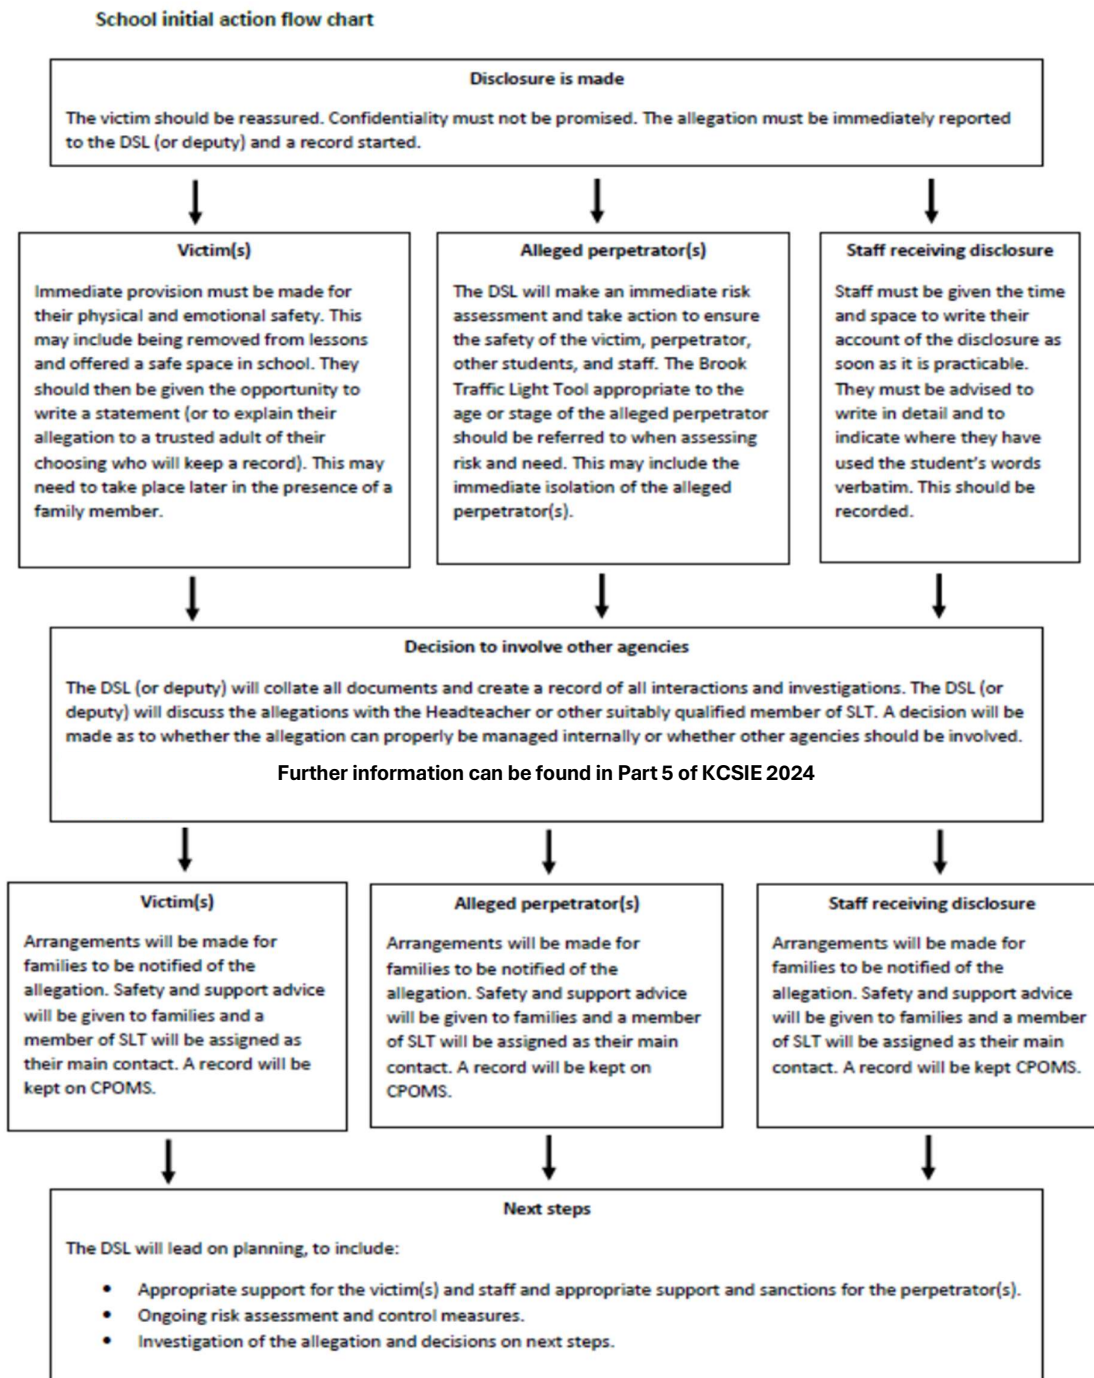 School initial action flow chart
Disclosure is made
The victim should be reassured. Confidentiality must not be promised. The allegation must be immediately reported
to the DSL (or deputy) and a record started.
Victim(s)
Immediate provision must be made for
their physical and emotional safety. This
may include being removed from lessons
and offered a safe space in school. They
should then be given the opportunity to
write a statement (or to explain their
allegation to a trusted adult of their
choosing who will keep a record). This may
need to take place later in the presence of a
family member.
Alleged perpetrator(s)
The DSL will make an immediate risk
assessment and take action to ensure
the safety of the victim, perpetrator,
other students, and staff. The Brook
Traffic Light Tool appropriate to the
age or stage of the alleged perpetrator
should be referred to when assessing
risk and need. This may include the
immediate isolation of the alleged
perpetrator(s).
Staff receiving disclosure
Staff must be given the time
and space to write their
account of the disclosure as
soon as it is practicable.
They must be advised to
write in detail and to
indicate where they have
used the student's words
verbatim. This should be
recorded.
Decision to involve other agencies
The DSL (or deputy) will collate all documents and create a record of all interactions and investigations. The DSL (or
deputy) will discuss the allegations with the Headteacher or other suitably qualified member of SLT. A decision will be
made as to whether the allegation can properly be managed internally or whether other agencies should be involved.
Further information can be found in Part 5 of KCSIE 2024
Victim(s)
Arrangements will be made for
families to be notified of the
allegation. Safety and support advice
will be given to families and a
member of SLT will be assigned as
their main contact. A record will be
kept on CPOMS.
Alleged perpetrator(s)
Arrangements will be made for
families to be notified of the
allegation. Safety and support advice
will be given to families and a member
of SLT will be assigned as their main
contact. A record will be kept on
CPOMS.
Staff receiving disclosure
Arrangements will be made for
families to be notified of the
allegation. Safety and support advice
will be given to families and a member
of SLT will be assigned as their main
contact. A record will be kept CPOMS.
Next steps
The DSL will lead on planning, to include:
• Appropriate support for the victim(s) and staff and appropriate support and sanctions for the perpetrator(s).
• Ongoing risk assessment and control measures.
• Investigation of the allegation and decisions on next steps.